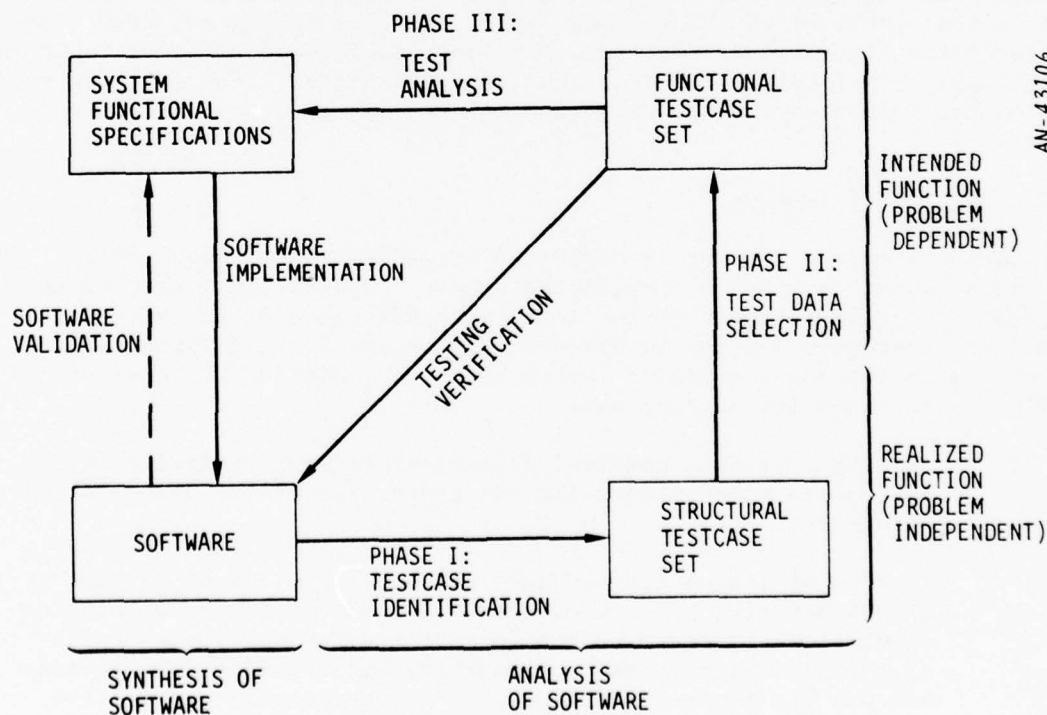 PHASE III:
TEST
ANALYSIS
SYSTEM
FUNCTIONAL
SPECIFICATIONS
FUNCTIONAL
TESTCASE
SET
AN-43106
INTENDED
FUNCTION
(PROBLEM
DEPENDENT)
SOFTWARE
IMPLEMENTATION
SOFTWARE
VALIDATION
TESTING
VERIFICATION
PHASE II:
TEST DATA
SELECTION
REALIZED
FUNCTION
(PROBLEM
INDEPENDENT)
SOFTWARE
PHASE I:
TESTCASE
IDENTIFICATION
STRUCTURAL
TESTCASE
SET
SYNTHESIS OF
SOFTWARE
ANALYSIS
OF SOFTWARE